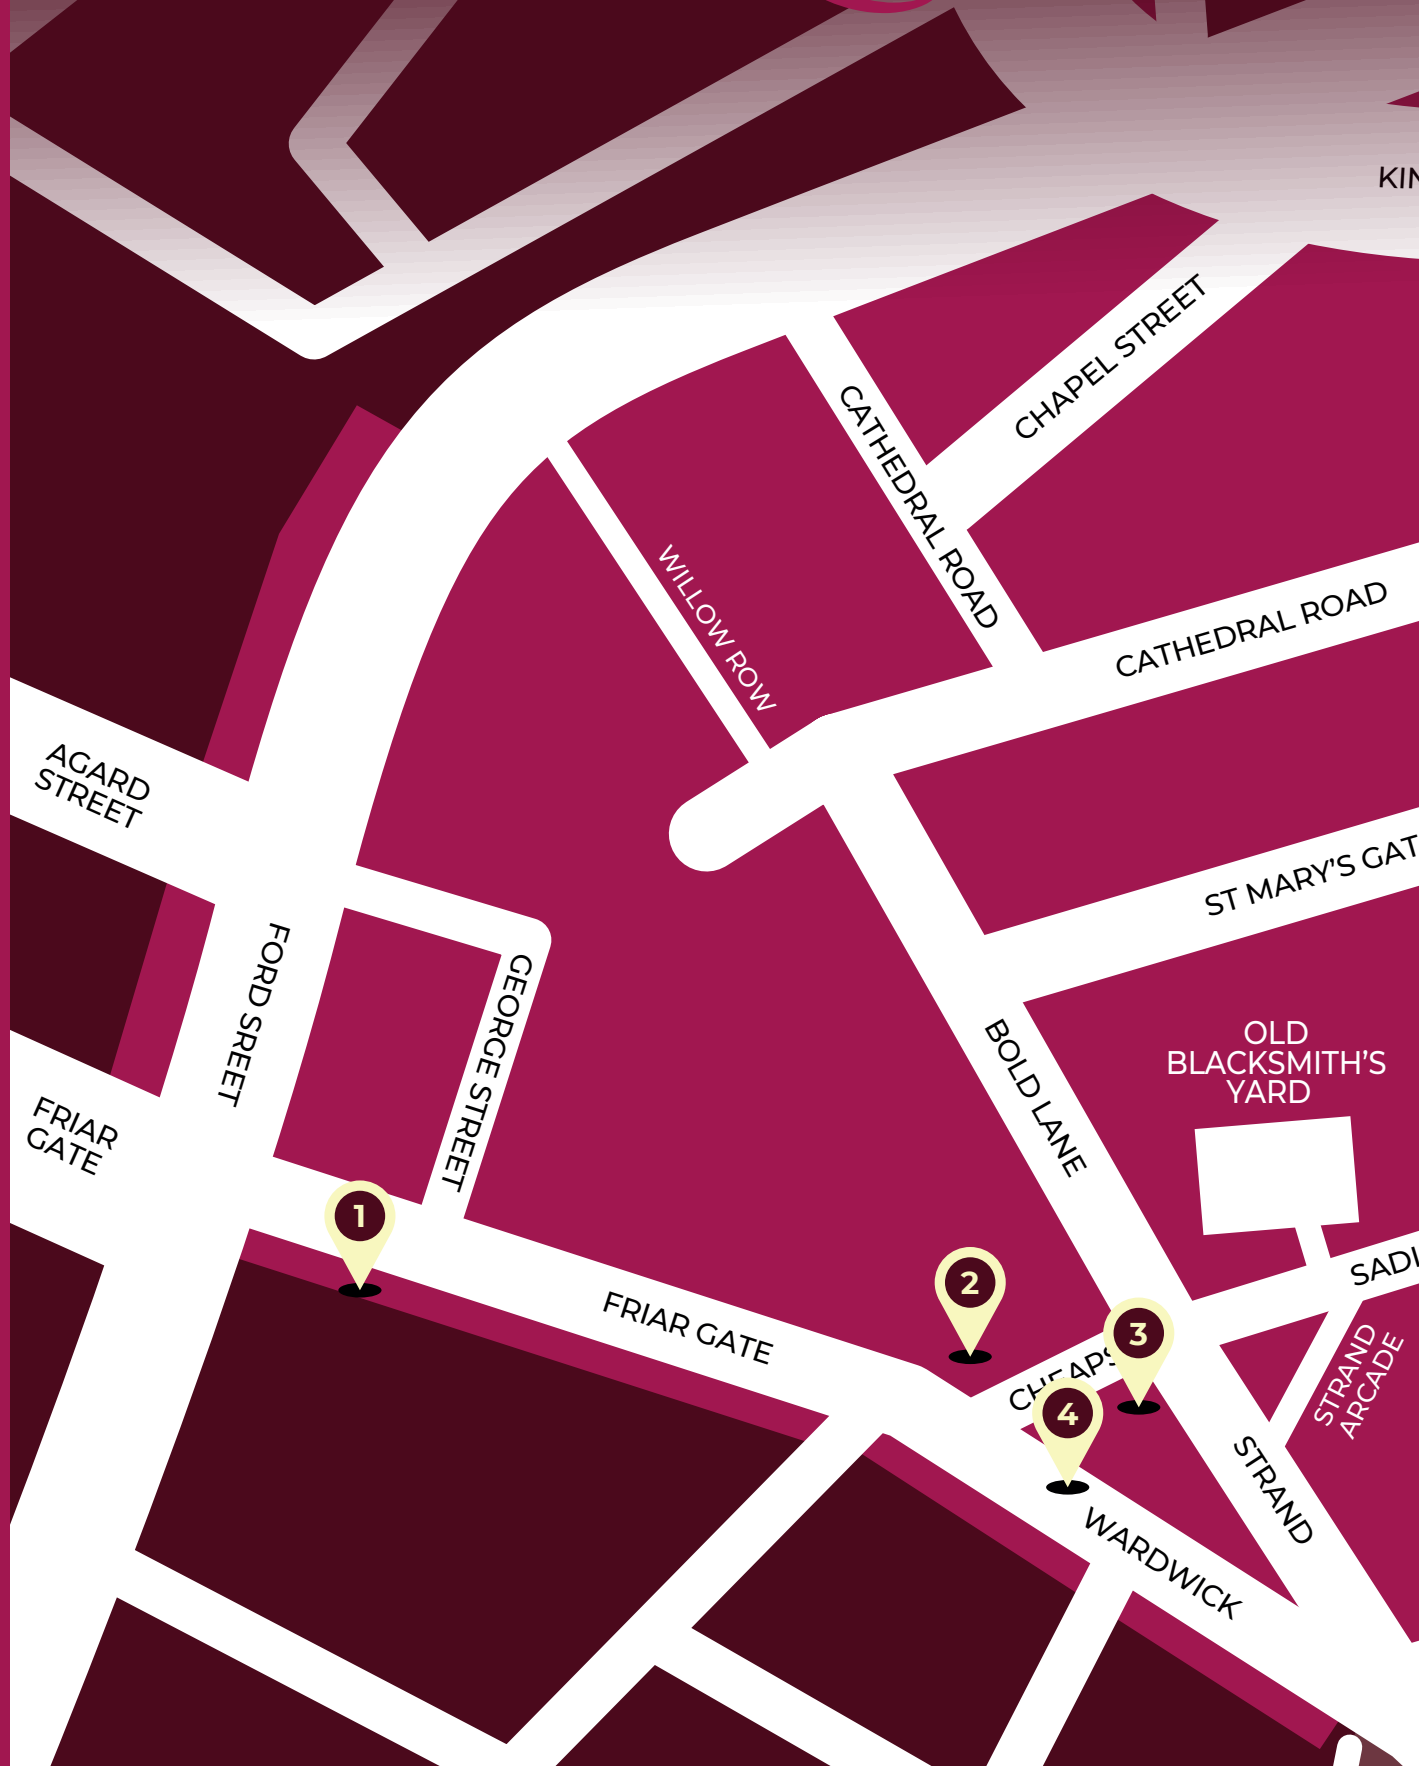 KIN
CHAPEL STREET
CATHEDRAL ROAD
WILLOW ROW
CATHEDRAL ROAD
AGARD
STREET
ST MARY'S GAT
FORD SREET
GEORGE STREET
BOLD LANE
OLD
BLACKSMITH'S
YARD
FRIAR
GATE
1
FRIAR GATE
2
SADL
3
CHEAPS
STRAND
ARCADE
4
STRAND
WARDWICK